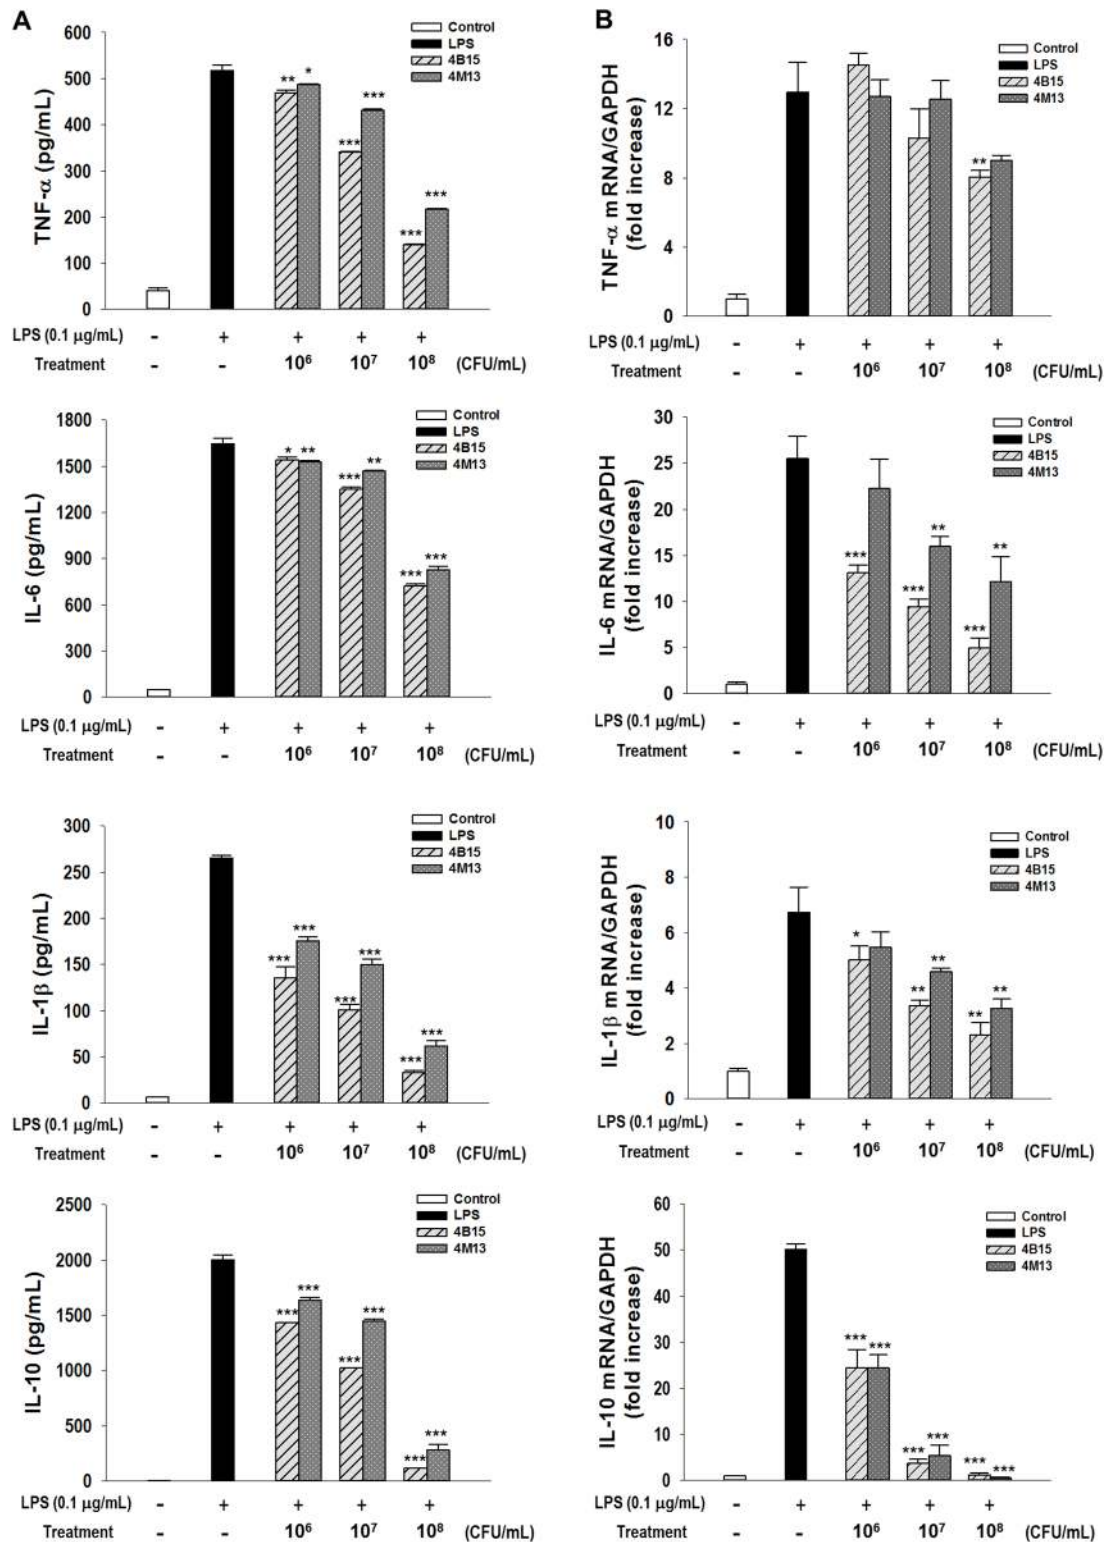 A
TNF-α (pg/mL)
600
500
400
300
200
100
0
Control
LPS
4B15
4M13
** *
*** ***
*** ***
LPS (0.1 μg/mL) - + + + +
Treatment - - 10⁶ 10⁷ 10⁸ (CFU/mL)
IL-6 (pg/mL)
1800
1500
1200
900
600
300
0
Control
LPS
4B15
4M13
* **
*** **
*** ***
LPS (0.1 μg/mL) - + + + +
Treatment - - 10⁶ 10⁷ 10⁸ (CFU/mL)
IL-1β (pg/mL)
300
250
200
150
100
50
0
Control
LPS
4B15
4M13
*** ***
*** ***
*** ***
LPS (0.1 μg/mL) - + + + +
Treatment - - 10⁶ 10⁷ 10⁸ (CFU/mL)
IL-10 (pg/mL)
2500
2000
1500
1000
500
0
Control
LPS
4B15
4M13
*** ***
*** ***
*** ***
LPS (0.1 μg/mL) - + + + +
Treatment - - 10⁶ 10⁷ 10⁸ (CFU/mL)
B
TNF-α mRNA/GAPDH
(fold increase)
16
12
8
4
0
Control
LPS
4B15
4M13
**
LPS (0.1 μg/mL) - + + + +
Treatment - - 10⁶ 10⁷ 10⁸ (CFU/mL)
IL-6 mRNA/GAPDH
(fold increase)
30
25
20
15
10
5
0
Control
LPS
4B15
4M13
***
*** **
*** **
LPS (0.1 μg/mL) - + + + +
Treatment - - 10⁶ 10⁷ 10⁸ (CFU/mL)
IL-1β mRNA/GAPDH
(fold increase)
10
8
6
4
2
0
Control
LPS
4B15
4M13
*
** **
** **
LPS (0.1 μg/mL) - + + + +
Treatment - - 10⁶ 10⁷ 10⁸ (CFU/mL)
IL-10 mRNA/GAPDH
(fold increase)
60
50
40
30
20
10
0
Control
LPS
4B15
4M13
*** ***
*** ***
*** ***
LPS (0.1 μg/mL) - + + + +
Treatment - - 10⁶ 10⁷ 10⁸ (CFU/mL)